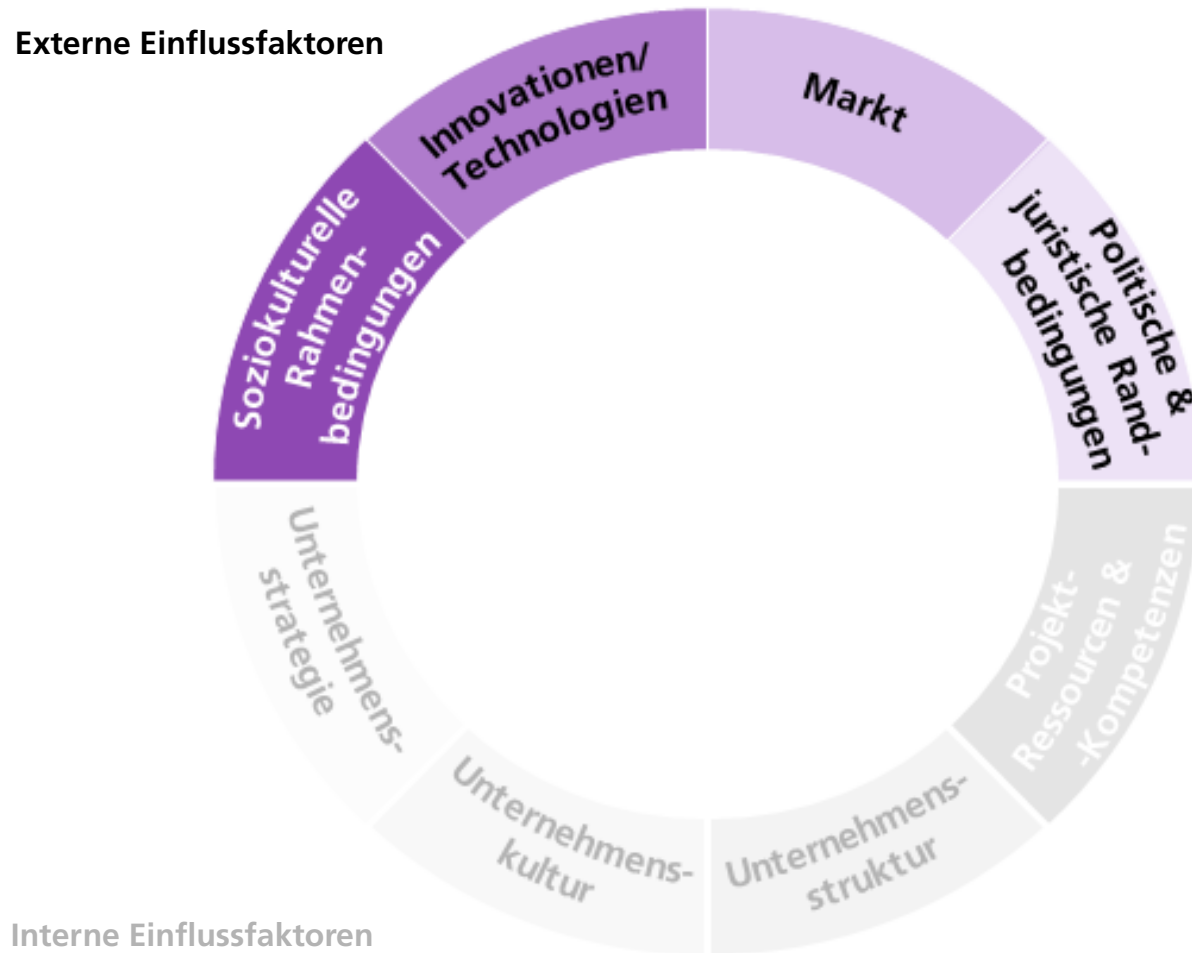 Externe Einflussfaktoren
Innovationen/
Technologien
Markt
Soziokulturelle
Rahmen-
bedingungen
Politische &
juristische Rand-
bedingungen
Unternehmens-
strategie
Projekt-
Ressourcen &
-Kompetenzen
Unternehmens-
kultur
Unternehmens-
struktur
Interne Einflussfaktoren